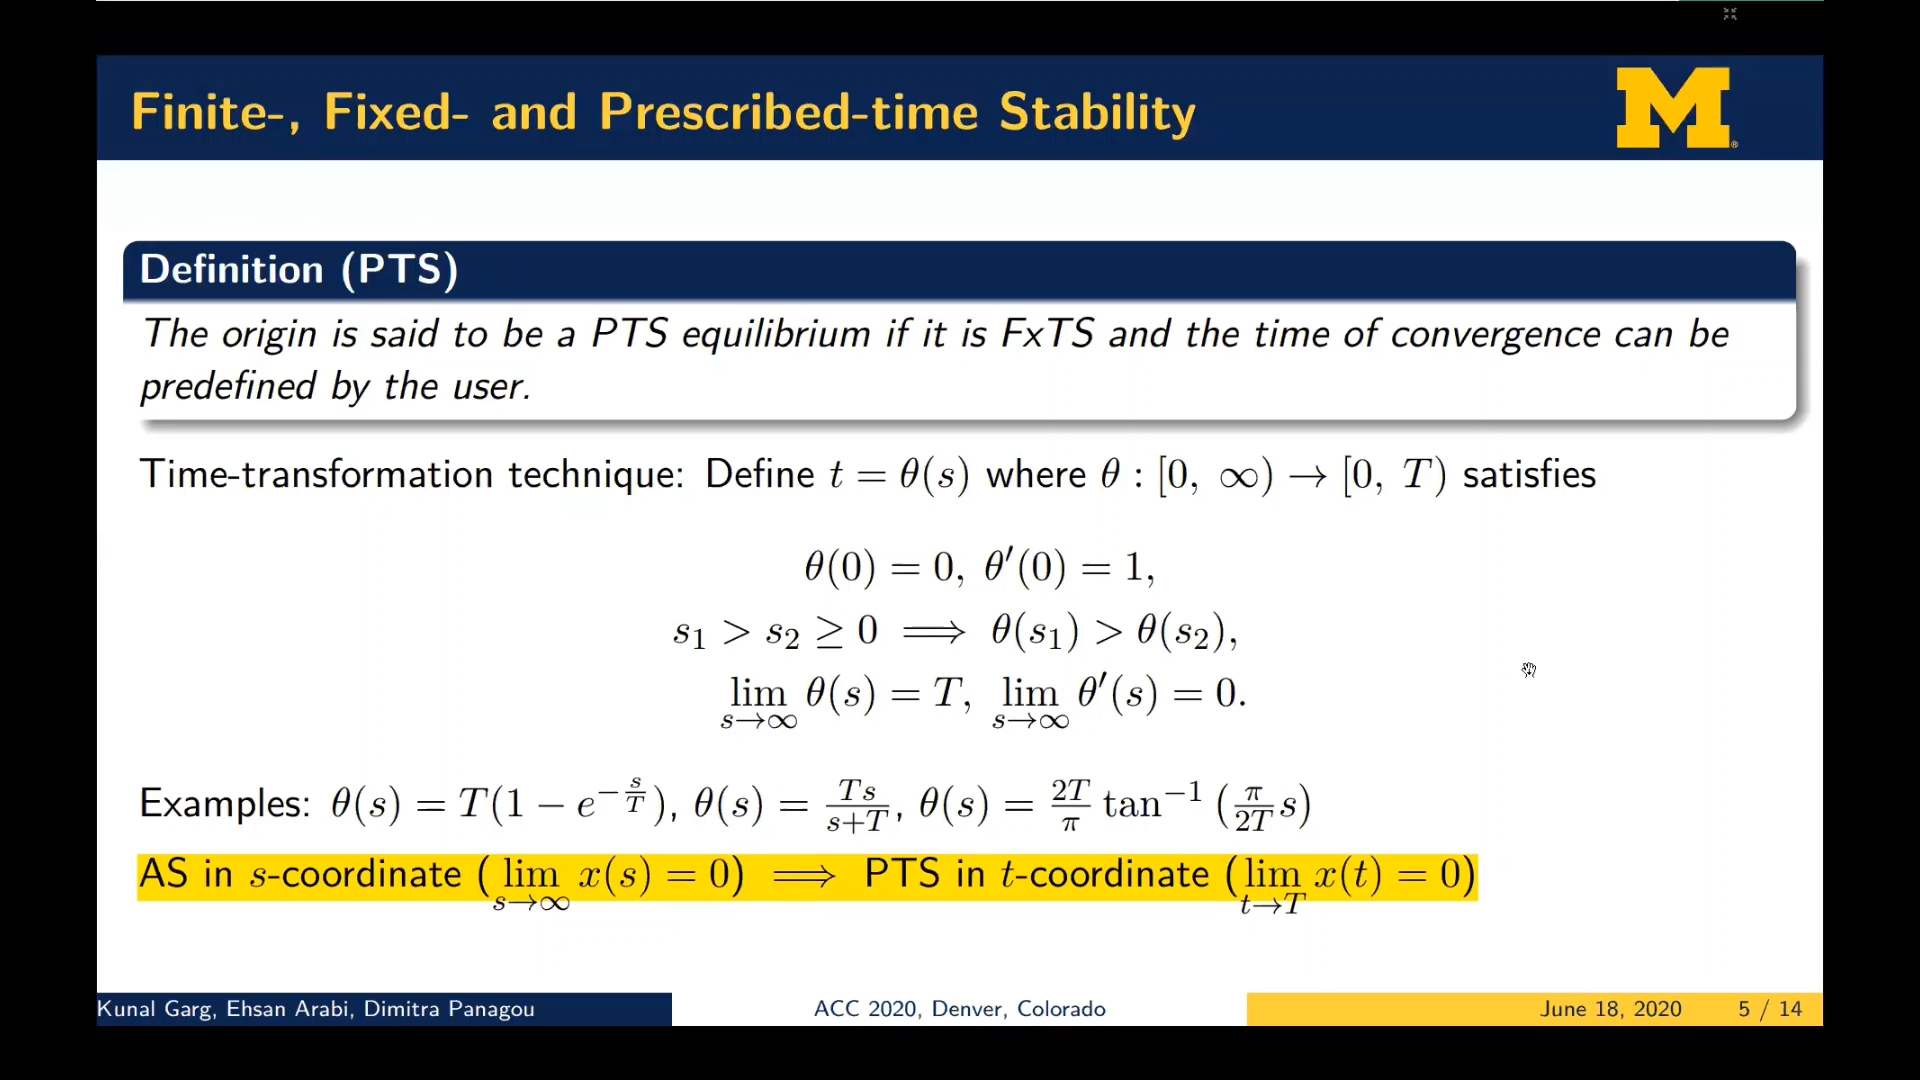 Finite-, Fixed- and Prescribed-time Stability
M
Definition (PTS)
The origin is said to be a PTS equilibrium if it is FxTS and the time of convergence can be
predefined by the user.
Time-transformation technique: Define t = θ(s) where θ : [0, ∞) → [0, T) satisfies
θ(0) = 0, θ′(0) = 1,
s₁ > s₂ ≥ 0 ⟹ θ(s₁) > θ(s₂),
lim_{s→∞} θ(s) = T, lim_{s→∞} θ′(s) = 0.
Examples: θ(s) = T(1 − e^{−\frac{s}{T}}), θ(s) = \frac{Ts}{s+T}, θ(s) = \frac{2T}{π} tan⁻¹ (\frac{π}{2T}s)
AS in s-coordinate (lim_{s→∞} x(s) = 0) ⟹ PTS in t-coordinate (lim_{t→T} x(t) = 0)
Kunal Garg, Ehsan Arabi, Dimitra Panagou
ACC 2020, Denver, Colorado
June 18, 2020
5 / 14